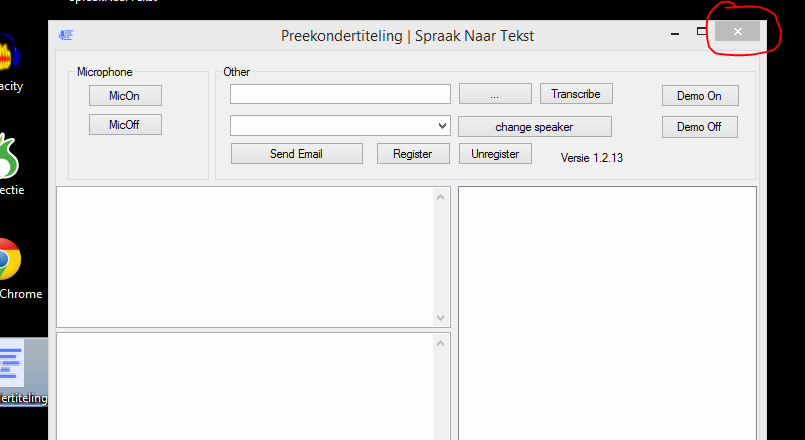 Preekondertiteling | Spraak Naar Tekst
Microphone
MicOn
MicOff
Other
... Transcribe
change speaker
Send Email Register Unregister Versie 1.2.13
Demo On
Demo Off
acity
ectie
Chrome
dertiteling